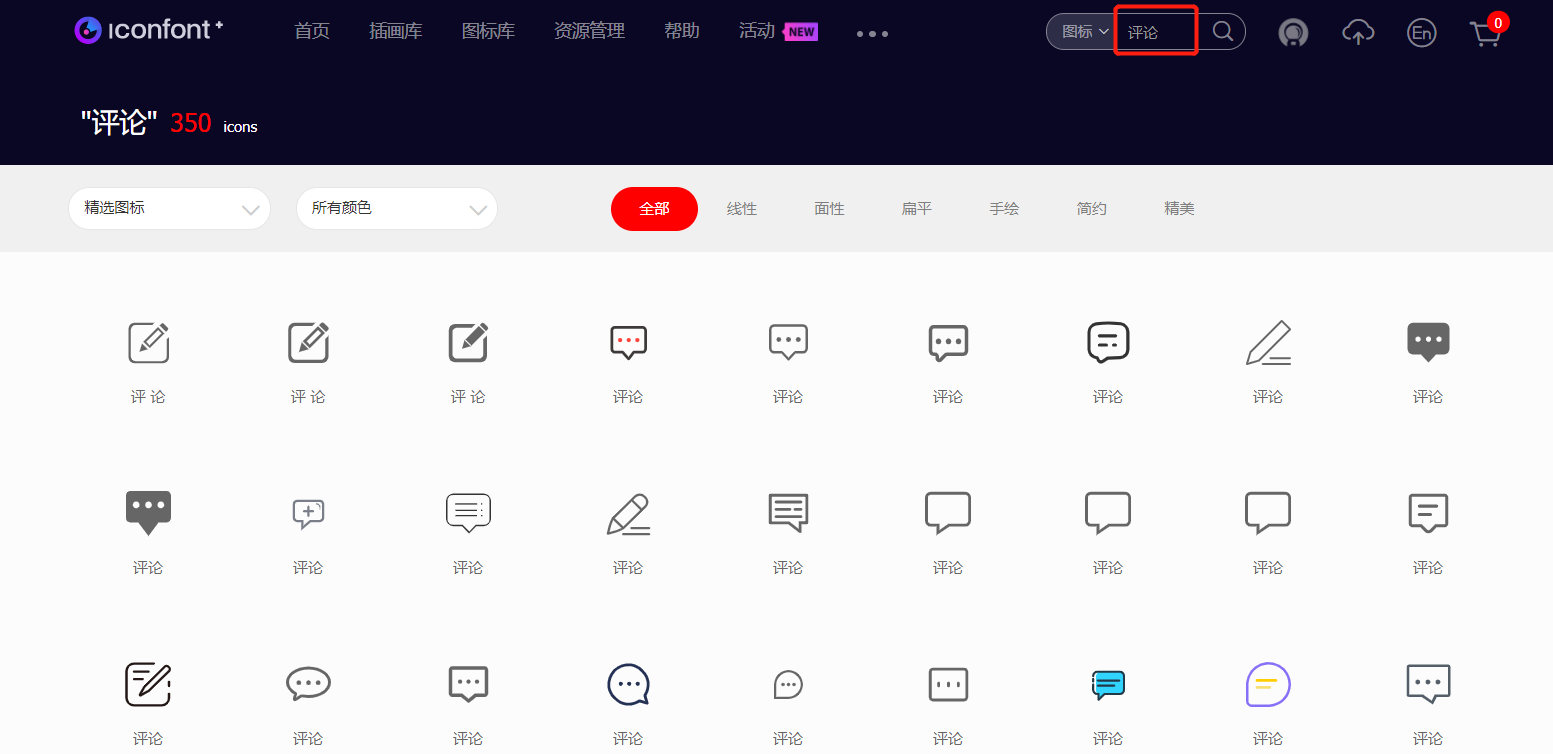 iconfont+ 首页 插画库 图标库 资源管理 帮助 活动 NEW 图标 评论 En 0
"评论" 350 icons
精选图标 所有颜色 全部 线性 面性 扁平 手绘 简约 精美
评 论 评 论 评 论 评论 评论 评论 评论 评论 评论
评论 评论 评论 评论 评论 评论 评论 评论 评论
评论 评论 评论 评论 评论 评论 评论 评论 评论